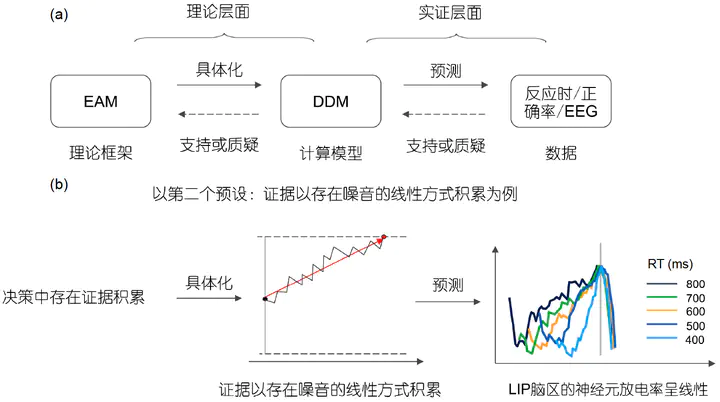 (a)
理论层面
实证层面
具体化
预测
EAM
DDM
反应时/正
确率/EEG
支持或质疑
支持或质疑
理论框架
计算模型
数据
(b)
以第二个预设：证据以存在噪音的线性方式积累为例
决策中存在证据积累
具体化
预测
RT (ms)
800
700
600
500
400
证据以存在噪音的线性方式积累
LIP脑区的神经元放电率呈线性